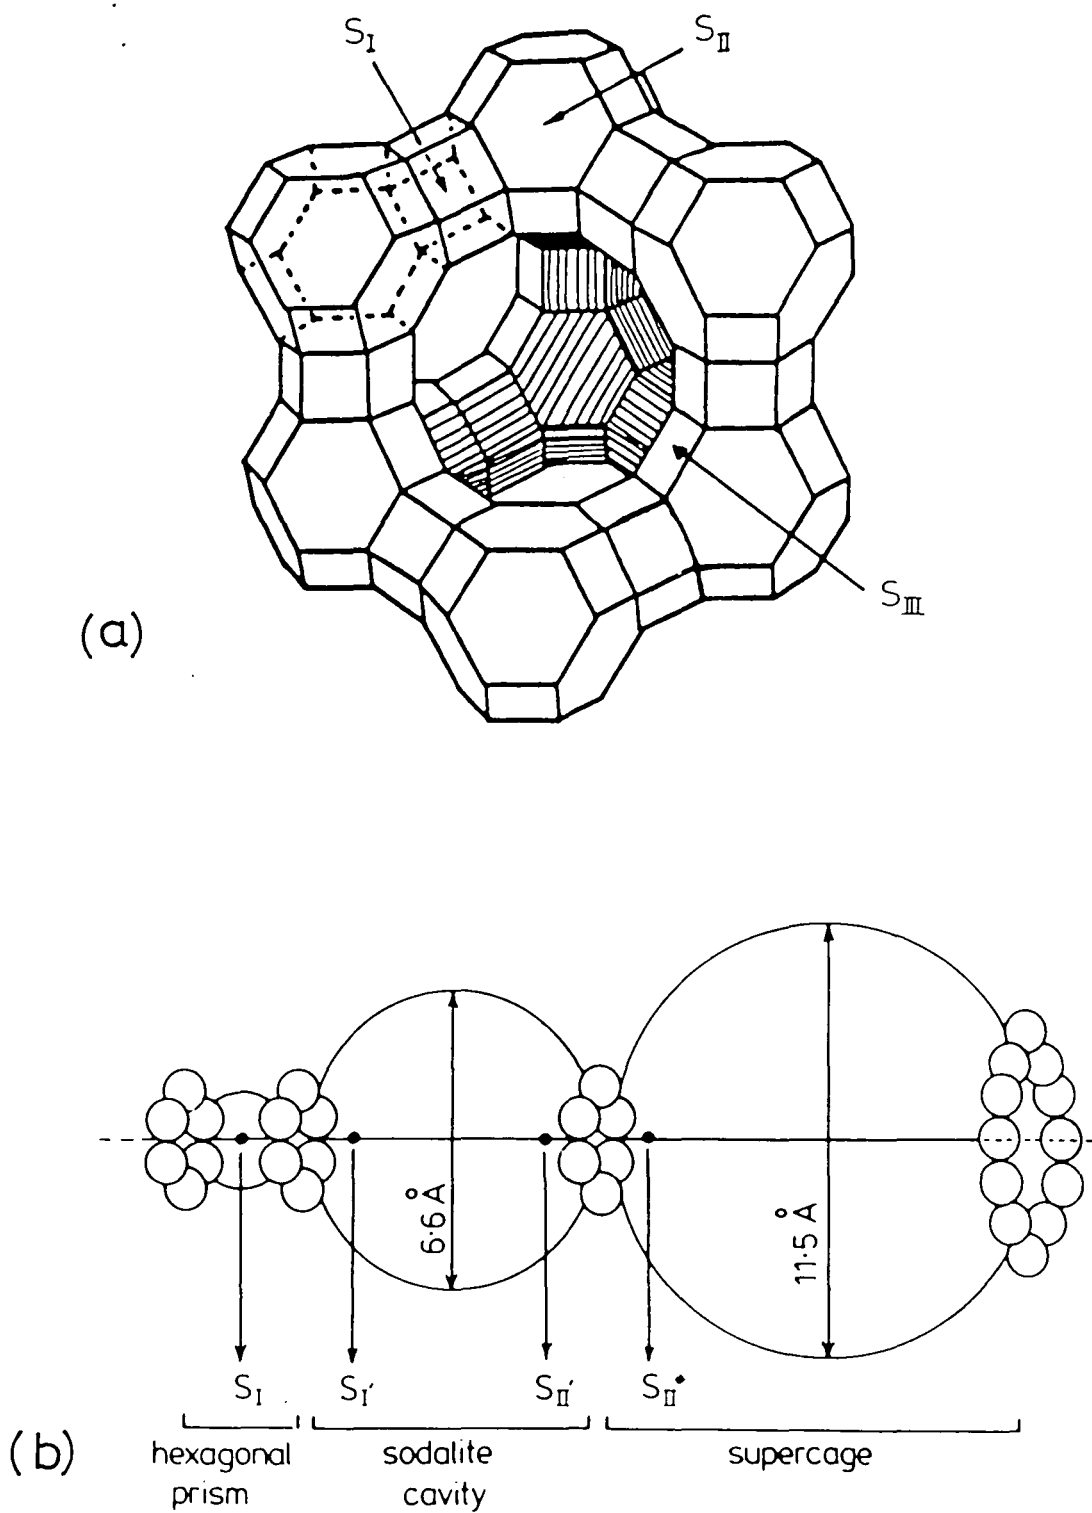 S_I S_II
S_III
(a)
6·6 Å
11·5 Å
S_I S_I′ S_II′ S_II*
(b)
hexagonal sodalite supercage
prism cavity